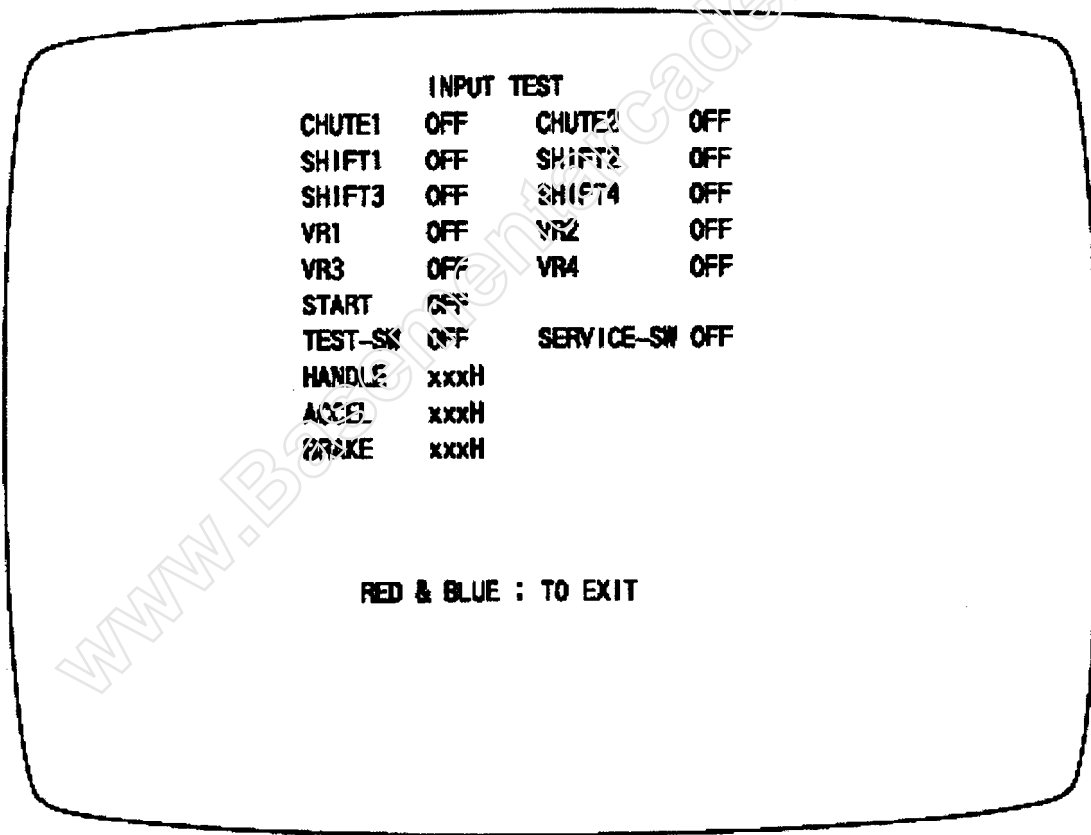 INPUT TEST
CHUTE1 OFF CHUTE2 OFF
SHIFT1 OFF SHIFT2 OFF
SHIFT3 OFF SHIFT4 OFF
VR1 OFF VR2 OFF
VR3 OFF VR4 OFF
START OFF
TEST-SW OFF SERVICE-SW OFF
HANDLE xxxH
ACCEL xxxH
BRAKE xxxH
RED & BLUE : TO EXIT
www.Basementarcade